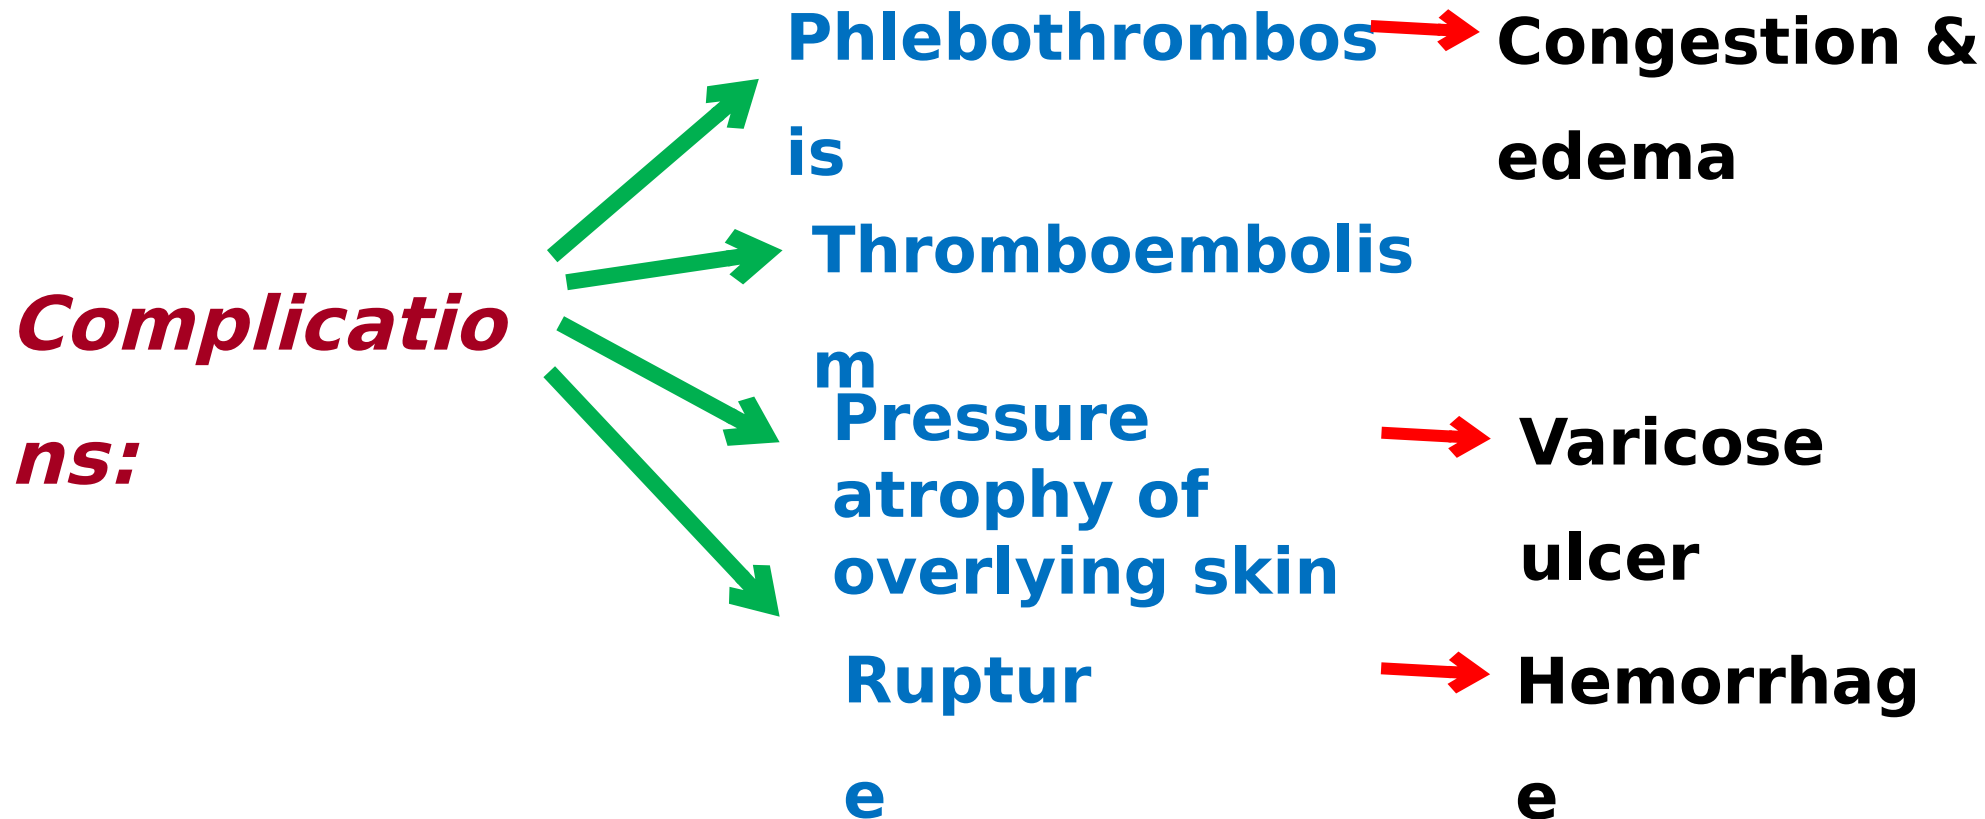 Complicatio
ns:
Phlebothrombos
is
Congestion &
edema
Thromboembolis
m
Pressure
atrophy of
overlying skin
Varicose
ulcer
Ruptur
e
Hemorrhag
e